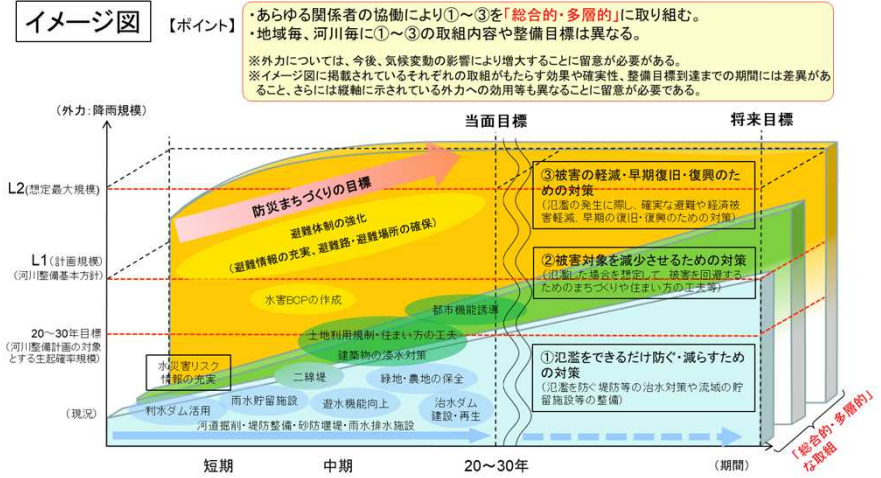 イメージ図
【ポイント】
・あらゆる関係者の協働により①～③を「総合的・多層的」に取り組む。
・地域毎、河川毎に①～③の取組内容や整備目標は異なる。
※外力については、今後、気候変動の影響により増大することに留意が必要がある。
※イメージ図に掲載されているそれぞれの取組がもたらす効果や確実性、整備目標到達までの期間には差異があ
ること、さらには縦軸に示されている外力への効用等も異なることに留意が必要である。
(外力:降雨規模)
当面目標
将来目標
L2(想定最大規模)
L1(計画規模)
(河川整備基本方針)
20～30年目標
(河川整備計画の対象
とする生起確率規模)
(現況)
防災まちづくりの目標
避難体制の強化
(避難情報の充実、避難路・避難場所の確保)
水害BCPの作成
都市機能誘導
土地利用規制・住まい方の工夫
建築物の浸水対策
水災害リスク
情報の充実
二線堤
緑地・農地の保全
利水ダム活用
雨水貯留施設
遊水機能向上
治水ダム
建設・再生
河道掘削・堤防整備・砂防堰堤・雨水排水施設
③被害の軽減・早期復旧・復興のた
めの対策
(氾濫の発生に際し、確実な避難や経済被
害軽減、早期の復旧・復興のための対策)
②被害対象を減少させるための対策
(氾濫した場合を想定して、被害を回避する
ためのまちづくりや住まい方の工夫等)
①氾濫をできるだけ防ぐ・減らすため
の対策
(氾濫を防ぐ堤防等の治水対策や流域の貯
留施設等の整備)
短期
中期
20～30年
(期間)
「総合的・多層的」
な取組